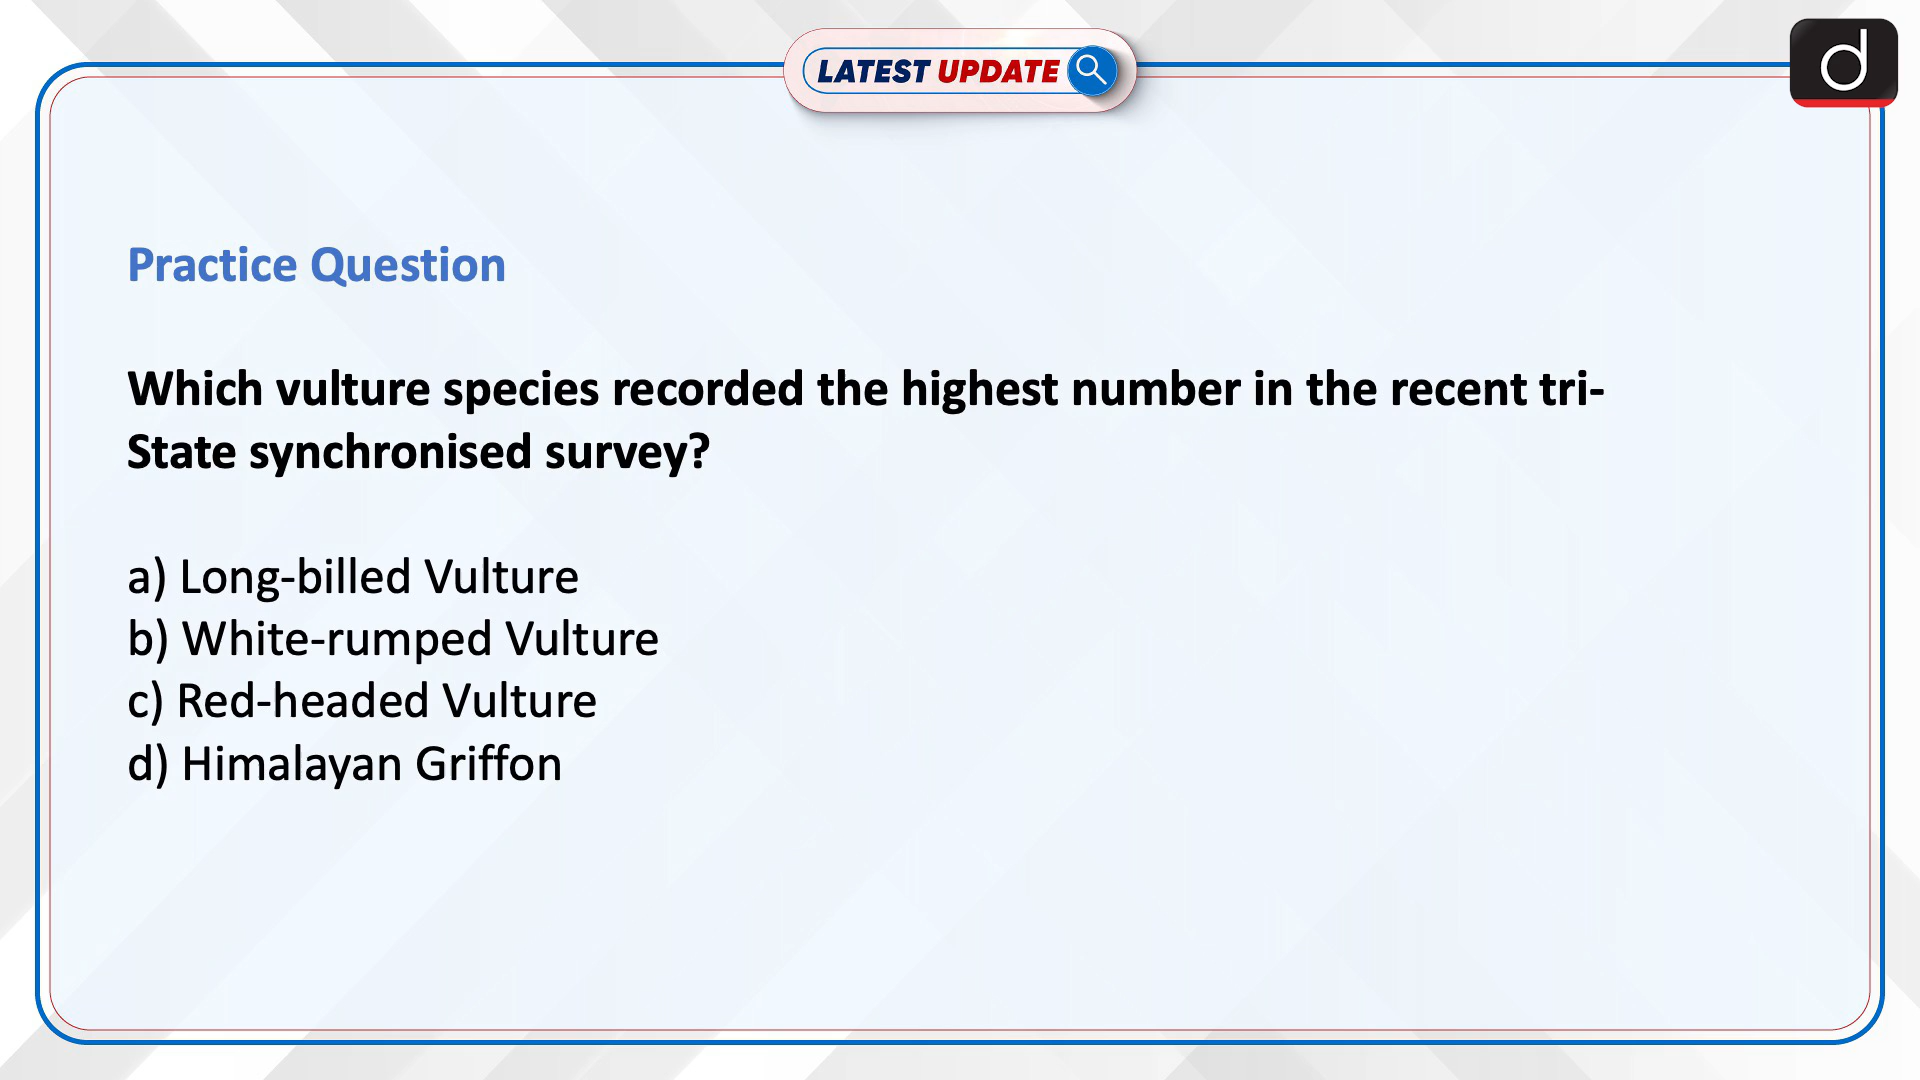 LATEST UPDATE
d
Practice Question
Which vulture species recorded the highest number in the recent tri-
State synchronised survey?
a) Long-billed Vulture
b) White-rumped Vulture
c) Red-headed Vulture
d) Himalayan Griffon